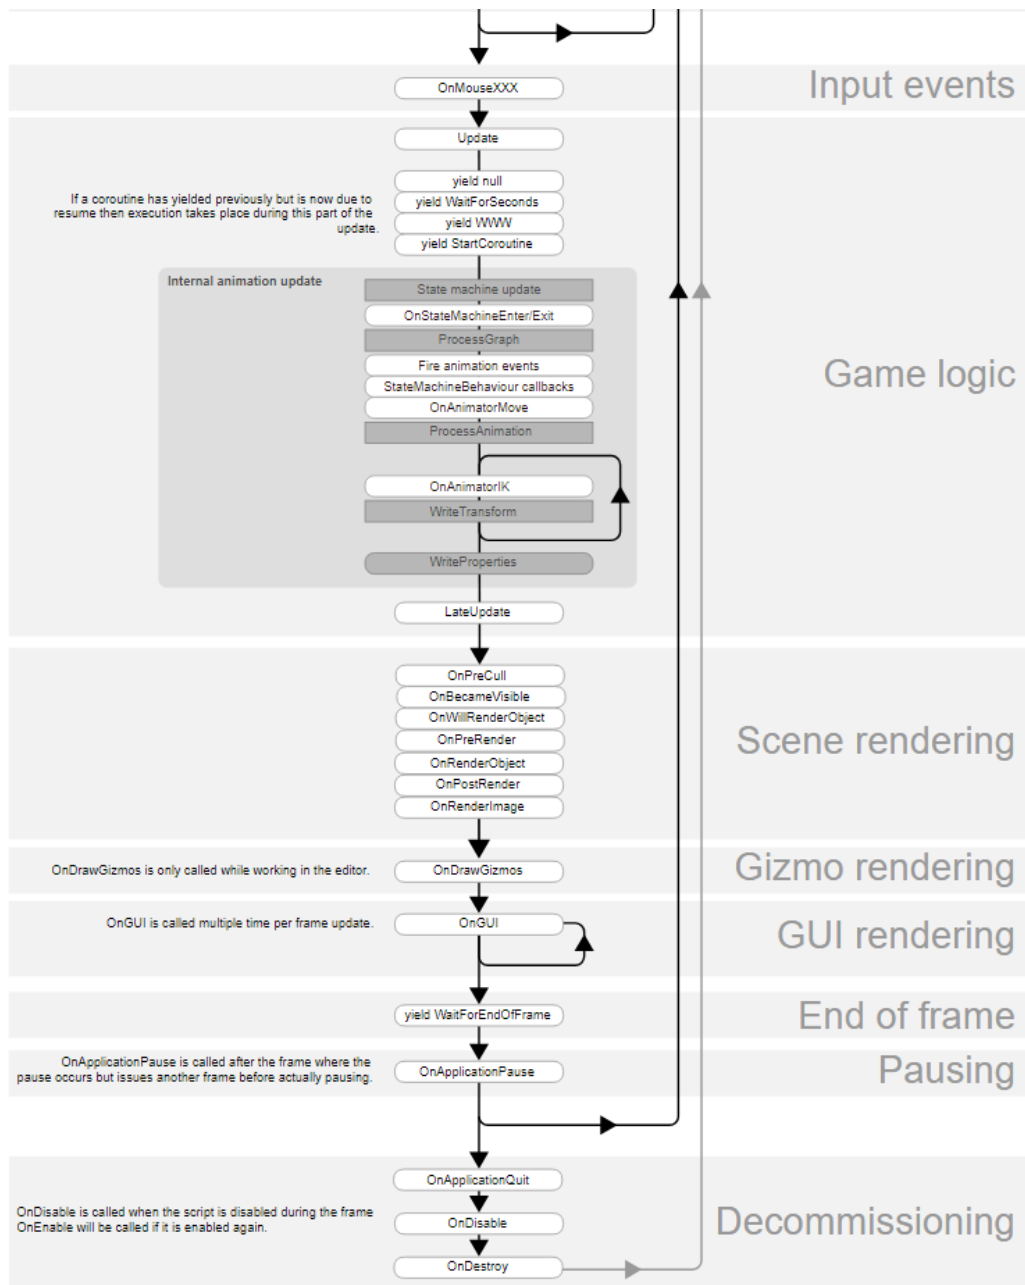 Input events
OnMouseXXX
Update
yield null
If a coroutine has yielded previously but is now due to
resume then execution takes place during this part of the
update.
yield WaitForSeconds
yield WWW
yield StartCoroutine
Game logic
Internal animation update
State machine update
OnStateMachineEnter/Exit
ProcessGraph
Fire animation events
StateMachineBehaviour callbacks
OnAnimatorMove
ProcessAnimation
OnAnimatorIK
WriteTransform
WriteProperties
LateUpdate
Scene rendering
OnPreCull
OnBecameVisible
OnWillRenderObject
OnPreRender
OnRenderObject
OnPostRender
OnRenderImage
Gizmo rendering
OnDrawGizmos is only called while working in the editor.
OnDrawGizmos
GUI rendering
OnGUI is called multiple time per frame update.
OnGUI
End of frame
yield WaitForEndOfFrame
Pausing
OnApplicationPause is called after the frame where the
pause occurs but issues another frame before actually pausing.
OnApplicationPause
Decommissioning
OnApplicationQuit
OnDisable is called when the script is disabled during the frame
OnEnable will be called if it is enabled again.
OnDisable
OnDestroy